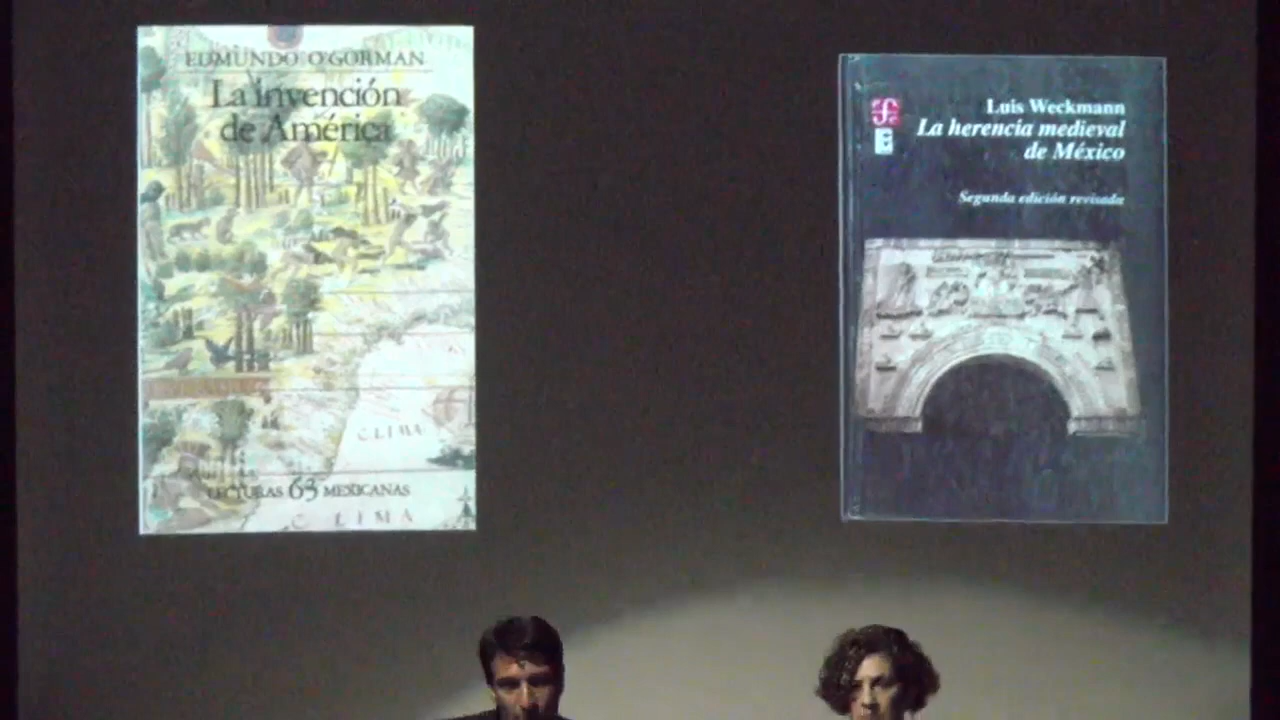 EDMUNDO O'GORMAN
La invención
de América
CLIMA
LECTURAS 63 MEXICANAS
CLIMA
Luis Weckmann
La herencia medieval
de México
Segunda edición revisada